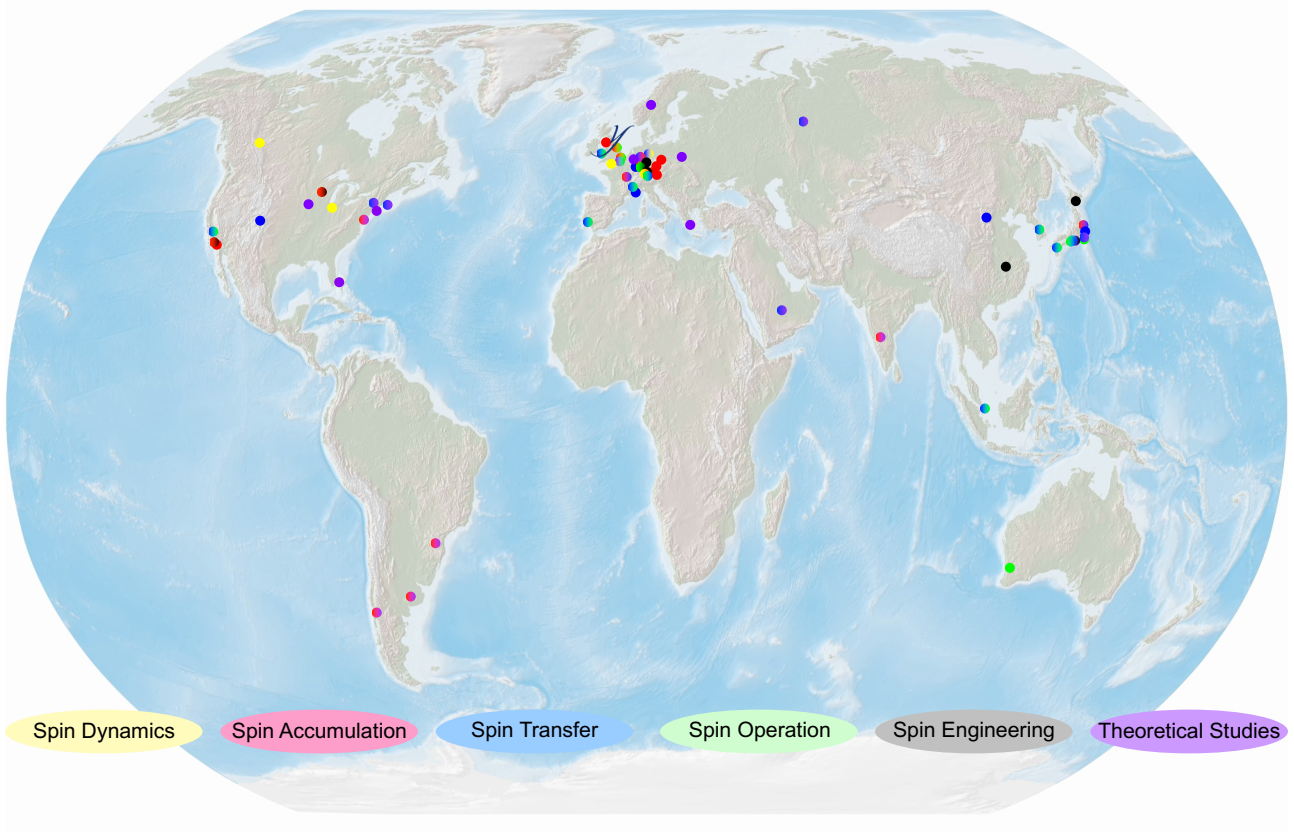 Spin Dynamics
Spin Accumulation
Spin Transfer
Spin Operation
Spin Engineering
Theoretical Studies